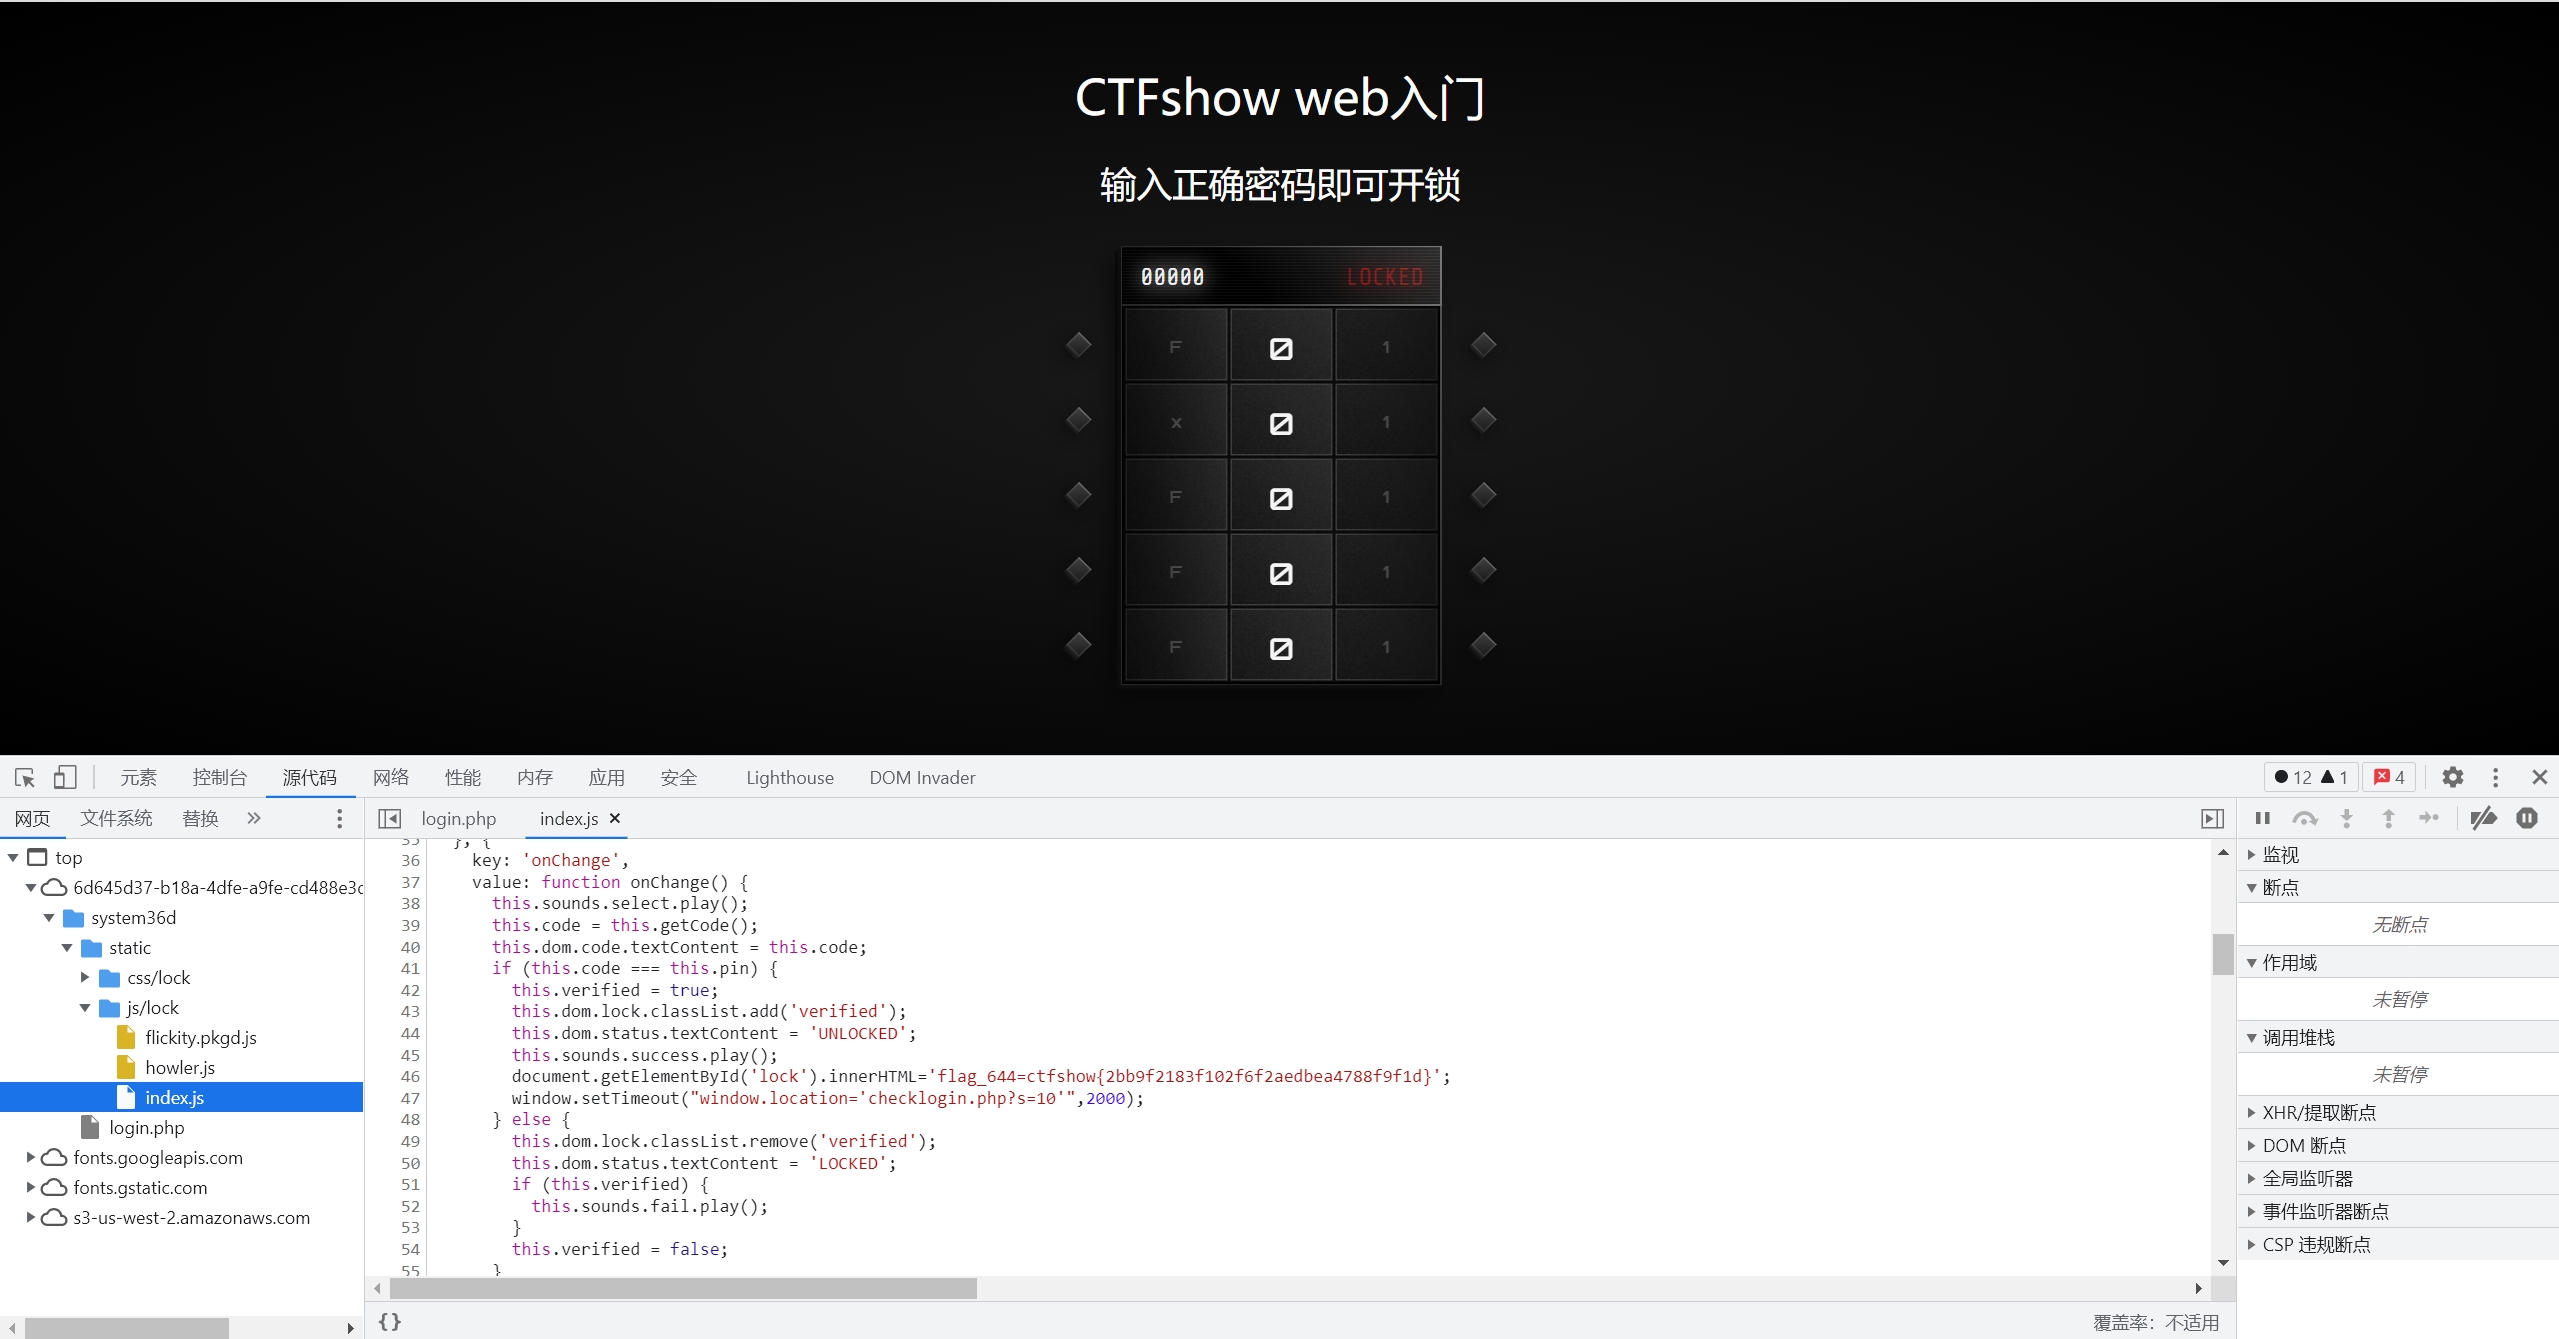 CTFshow web入门
输入正确密码即可开锁
00000 LOCKED
F 0 1
x 0 1
F 0 1
F 0 1
F 0 1
元素 控制台 源代码 网络 性能 内存 应用 安全 Lighthouse DOM Invader 12 1 4
网页 文件系统 替换 »
top
6d645d37-b18a-4dfe-a9fe-cd488e3c
system36d
static
css/lock
js/lock
flickity.pkgd.js
howler.js
index.js
login.php
fonts.googleapis.com
fonts.gstatic.com
s3-us-west-2.amazonaws.com
login.php index.js ×
35 }, {
36 key: 'onChange',
37 value: function onChange() {
38 this.sounds.select.play();
39 this.code = this.getCode();
40 this.dom.code.textContent = this.code;
41 if (this.code === this.pin) {
42 this.verified = true;
43 this.dom.lock.classList.add('verified');
44 this.dom.status.textContent = 'UNLOCKED';
45 this.sounds.success.play();
46 document.getElementById('lock').innerHTML='flag_644=ctfshow{2bb9f2183f102f6f2aedbea4788f9f1d}';
47 window.setTimeout("window.location='checklogin.php?s=10'",2000);
48 } else {
49 this.dom.lock.classList.remove('verified');
50 this.dom.status.textContent = 'LOCKED';
51 if (this.verified) {
52 this.sounds.fail.play();
53 }
54 this.verified = false;
55 }
{}
覆盖率：不适用
监视
断点
无断点
作用域
未暂停
调用堆栈
未暂停
XHR/提取断点
DOM 断点
全局监听器
事件监听器断点
CSP 违规断点